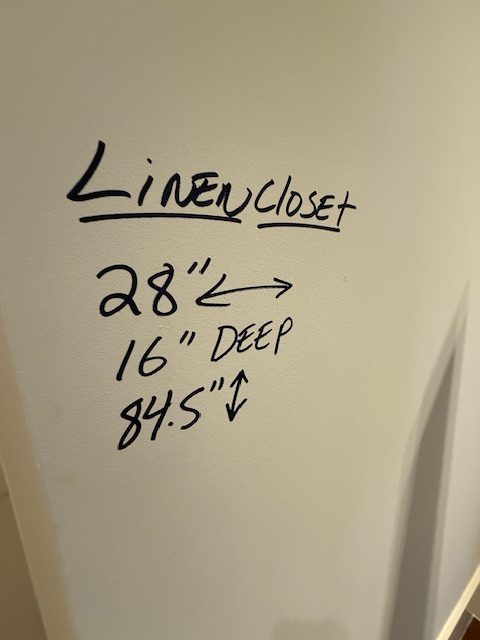 LiNEN CloSEt
28" ↔
16" DEEP
84.5" ↕